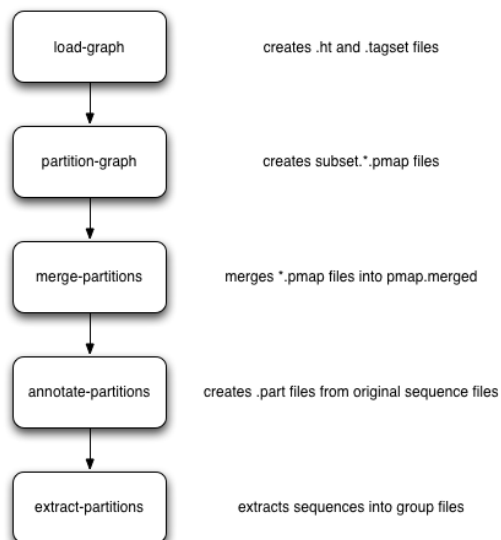 load-graph
creates .ht and .tagset files
partition-graph
creates subset.*.pmap files
merge-partitions
merges *.pmap files into pmap.merged
annotate-partitions
creates .part files from original sequence files
extract-partitions
extracts sequences into group files